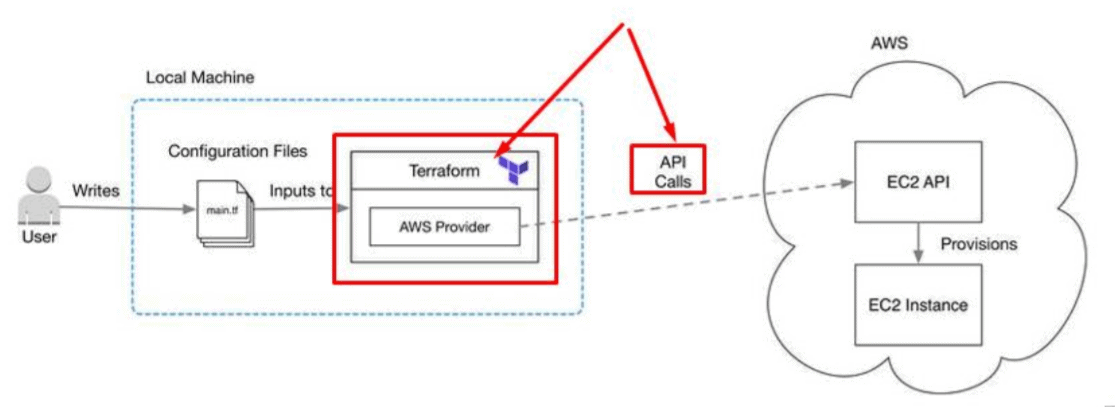 AWS
Local Machine
Configuration Files
Writes
main.tf
Inputs to
Terraform
AWS Provider
API
Calls
EC2 API
User
Provisions
EC2 Instance